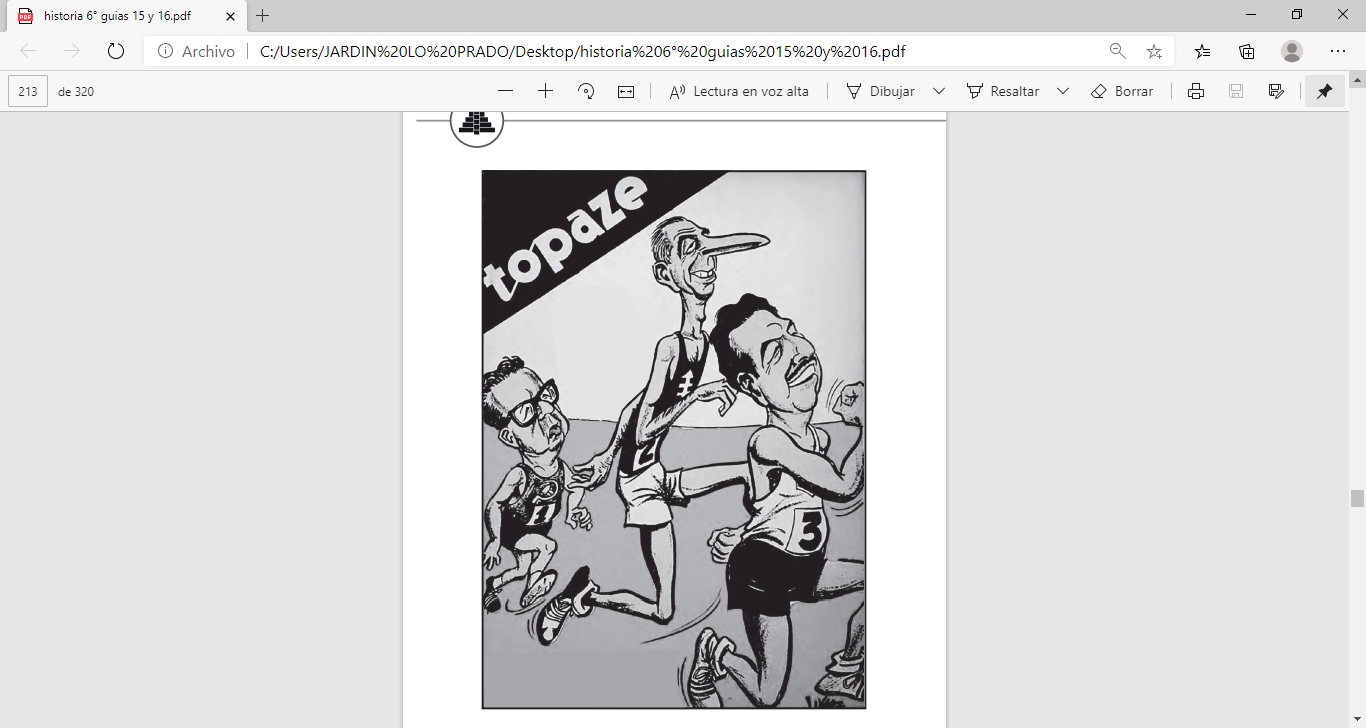 historia 6° guias 15 y 16.pdf
Archivo C:/Users/JARDIN%20LO%20PRADO/Desktop/historia%206°%20guias%2015%20y%2016.pdf
213 de 320 Lectura en voz alta Dibujar Resaltar Borrar
topaze
2
1
3